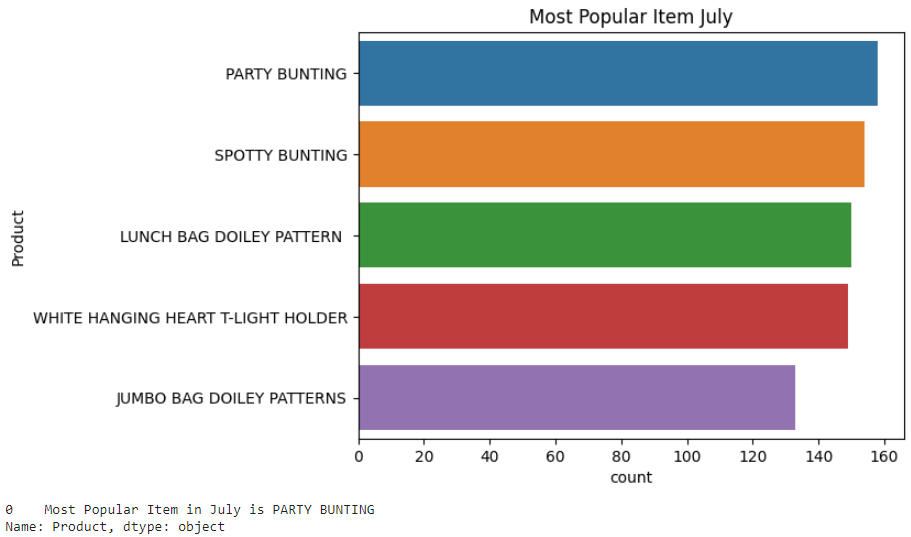 Most Popular Item July
PARTY BUNTING
SPOTTY BUNTING
LUNCH BAG DOILEY PATTERN
WHITE HANGING HEART T-LIGHT HOLDER
JUMBO BAG DOILEY PATTERNS
Product
0 20 40 60 80 100 120 140 160
count
0    Most Popular Item in July is PARTY BUNTING
Name: Product, dtype: object